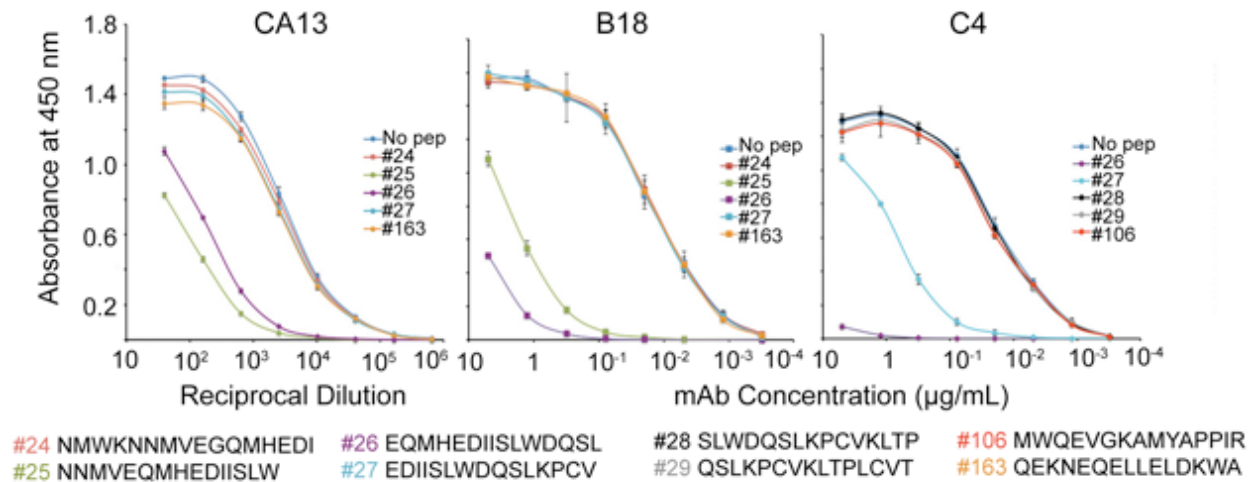 CA13 B18 C4
Absorbance at 450 nm
1.8
1.4
1.0
0.6
0.2
No pep
#24
#25
#26
#27
#163
No pep
#24
#25
#26
#27
#163
No pep
#26
#27
#28
#29
#106
10 10² 10³ 10⁴ 10⁵ 10⁶
10 1 10⁻¹ 10⁻² 10⁻³ 10⁻⁴
10 1 10⁻¹ 10⁻² 10⁻³ 10⁻⁴
Reciprocal Dilution mAb Concentration (µg/mL)
#24 NMWKNNMVEGQMHEDI #26 EQMHEDIISLWDQSL #28 SLWDQSLKPCVKLTP #106 MWQEVGKAMYAPPIR
#25 NNMVEQMHEDIISLW #27 EDIISLWDQSLKPCV #29 QSLKPCVKLTPLCVT #163 QEKNEQELLELDKWA